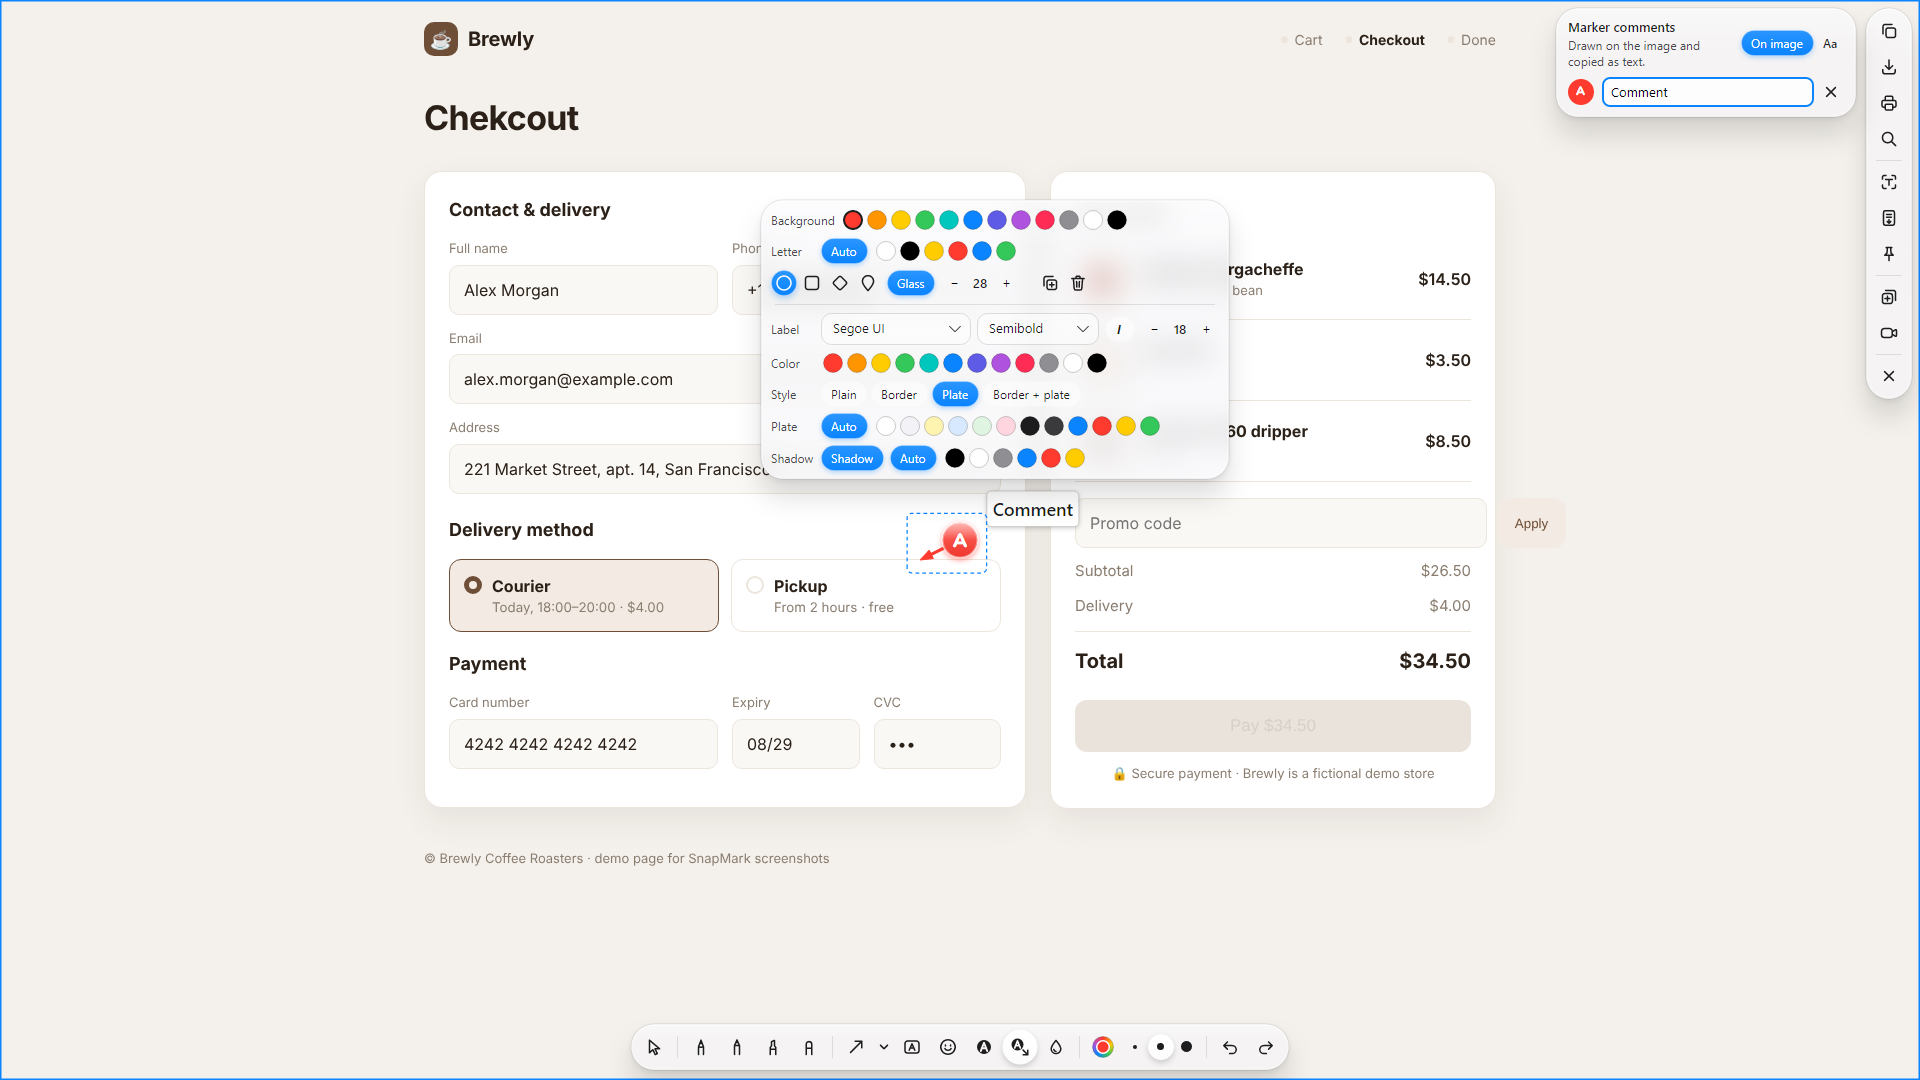 Brewly
Cart
Checkout
Done
Marker comments
Drawn on the image and
copied as text.
On image
Aa
A
Comment
Chekcout
Contact & delivery
Full name
Alex Morgan
Email
alex.morgan@example.com
Address
221 Market Street, apt. 14, San Francisco
Background
Letter
Auto
Glass
− 28 +
Label
Segoe UI
Semibold
I
− 18 +
Color
Style
Plain
Border
Plate
Border + plate
Plate
Auto
Shadow
Shadow
Auto
Comment
A
$14.50
bean
$3.50
60 dripper
$8.50
Promo code
Apply
Subtotal
$26.50
Delivery
$4.00
Total
$34.50
Pay $34.50
🔒 Secure payment · Brewly is a fictional demo store
Delivery method
Courier
Today, 18:00–20:00 · $4.00
Pickup
From 2 hours · free
Payment
Card number
4242 4242 4242 4242
Expiry
08/29
CVC
•••
© Brewly Coffee Roasters · demo page for SnapMark screenshots